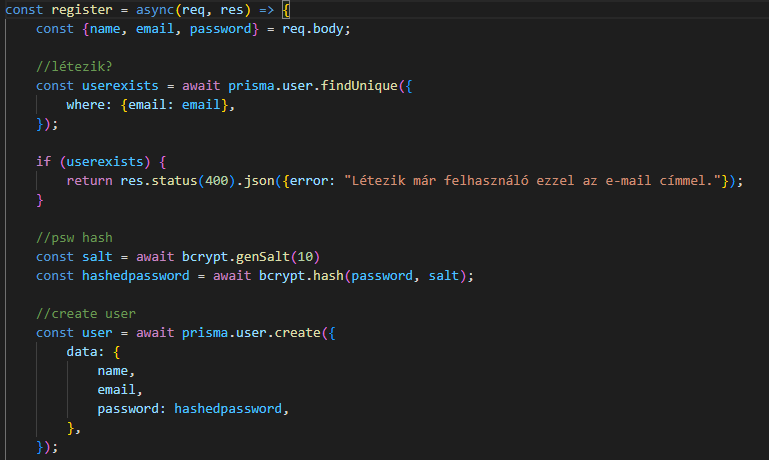 const register = async(req, res) => {
    const {name, email, password} = req.body;

    //létezik?
    const userexists = await prisma.user.findUnique({
        where: {email: email},
    });

    if (userexists) {
        return res.status(400).json({error: "Létezik már felhasználó ezzel az e-mail címmel."});
    }

    //psw hash
    const salt = await bcrypt.genSalt(10)
    const hashedpassword = await bcrypt.hash(password, salt);

    //create user
    const user = await prisma.user.create({
        data: {
            name,
            email,
            password: hashedpassword,
        },
    });